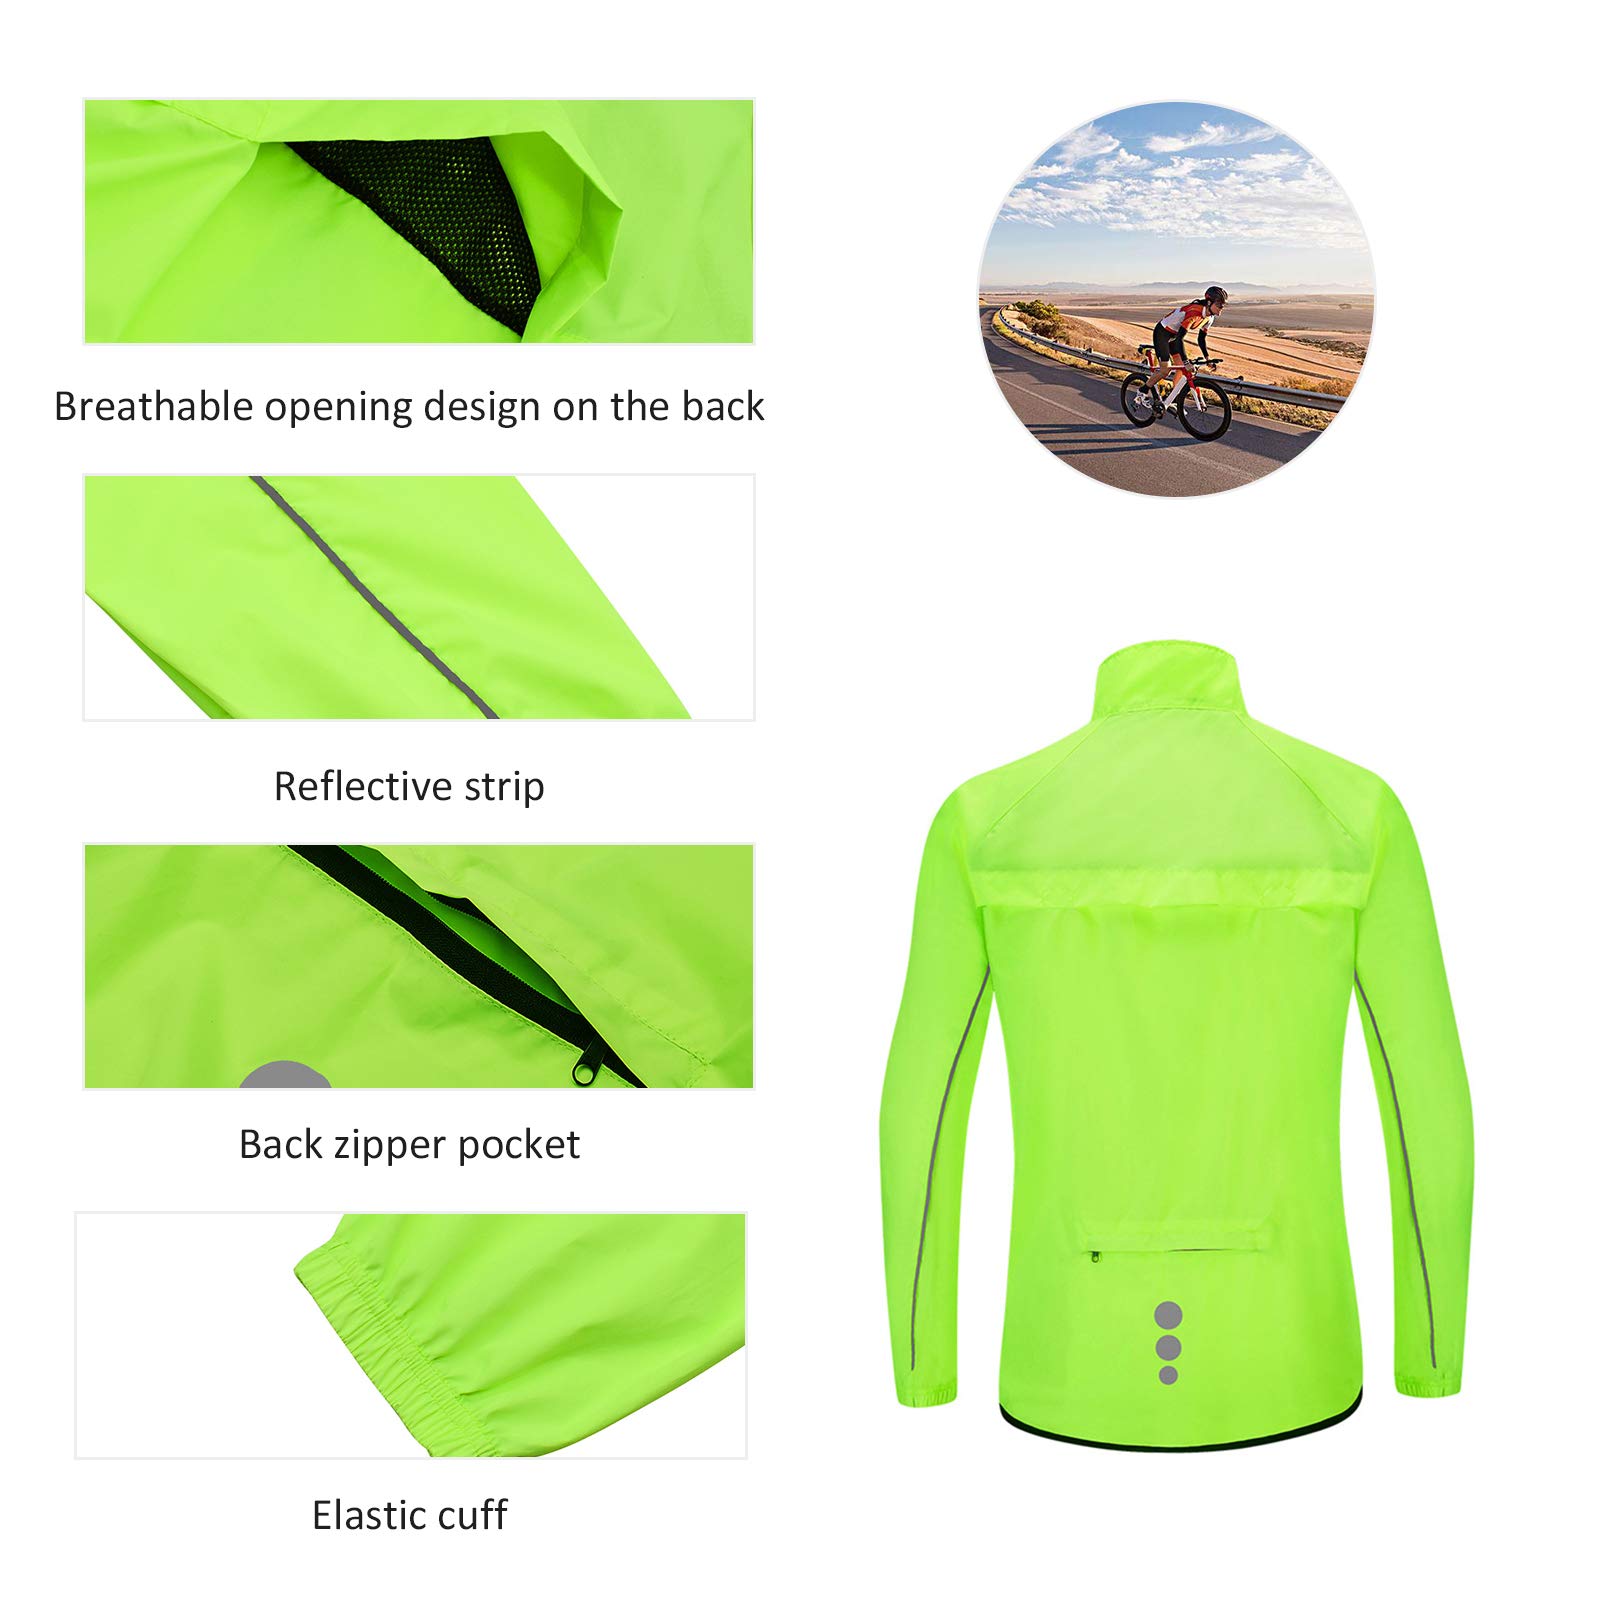 Breathable opening design on the back
Reflective strip
Back zipper pocket
Elastic cuff